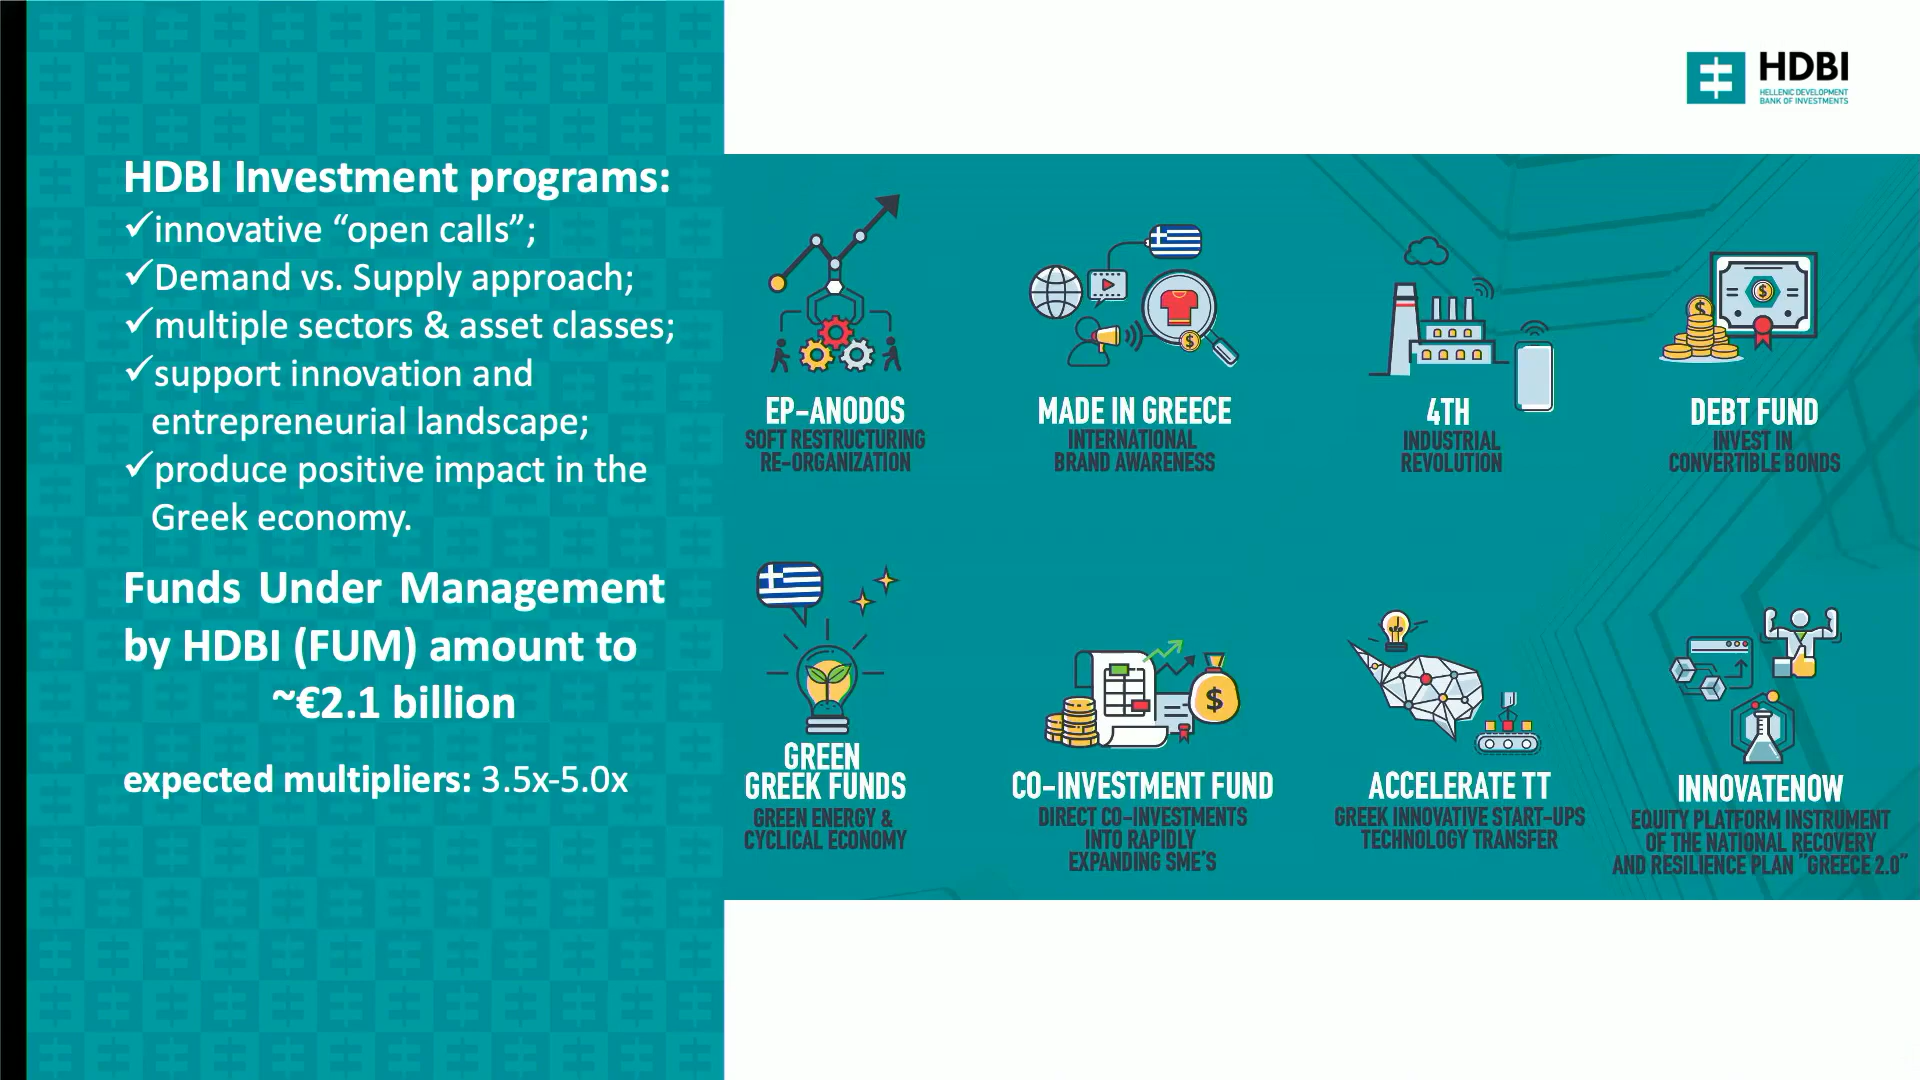 HDBI
HELLENIC DEVELOPMENT
BANK OF INVESTMENTS
HDBI Investment programs:
✓innovative “open calls”;
✓Demand vs. Supply approach;
✓multiple sectors & asset classes;
✓support innovation and
entrepreneurial landscape;
✓produce positive impact in the
Greek economy.
Funds Under Management
by HDBI (FUM) amount to
~€2.1 billion
expected multipliers: 3.5x-5.0x
EP-ANODOS
SOFT RESTRUCTURING
RE-ORGANIZATION
MADE IN GREECE
INTERNATIONAL
BRAND AWARENESS
4TH
INDUSTRIAL
REVOLUTION
DEBT FUND
INVEST IN
CONVERTIBLE BONDS
GREEN
GREEK FUNDS
GREEN ENERGY &
CYCLICAL ECONOMY
CO-INVESTMENT FUND
DIRECT CO-INVESTMENTS
INTO RAPIDLY
EXPANDING SME'S
ACCELERATE TT
GREEK INNOVATIVE START-UPS
TECHNOLOGY TRANSFER
INNOVATENOW
EQUITY PLATFORM INSTRUMENT
OF THE NATIONAL RECOVERY
AND RESILIENCE PLAN "GREECE 2.0"